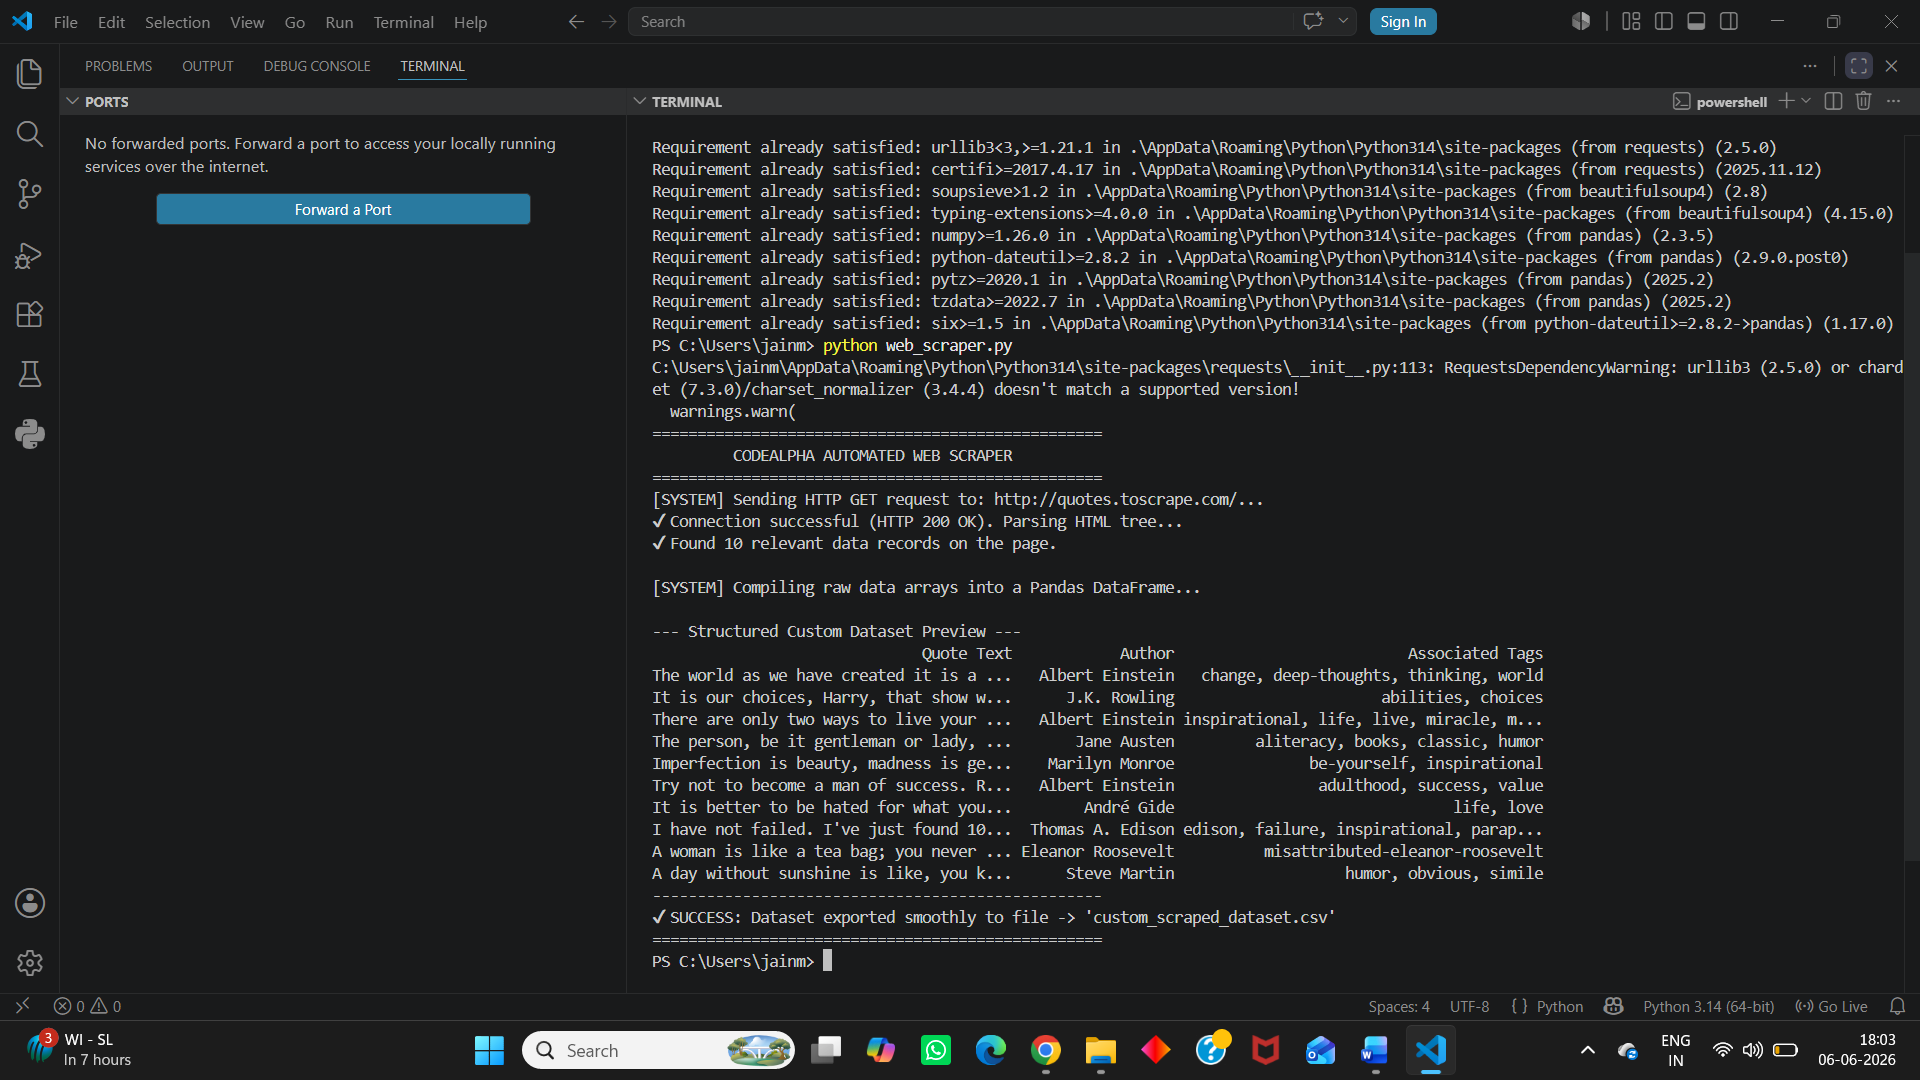 File Edit Selection View Go Run Terminal Help
Search
Sign In
PROBLEMS OUTPUT DEBUG CONSOLE TERMINAL
PORTS
No forwarded ports. Forward a port to access your locally running
services over the internet.
Forward a Port
TERMINAL
powershell
Requirement already satisfied: urllib3<3,>=1.21.1 in .\AppData\Roaming\Python\Python314\site-packages (from requests) (2.5.0)
Requirement already satisfied: certifi>=2017.4.17 in .\AppData\Roaming\Python\Python314\site-packages (from requests) (2025.11.12)
Requirement already satisfied: soupsieve>1.2 in .\AppData\Roaming\Python\Python314\site-packages (from beautifulsoup4) (2.8)
Requirement already satisfied: typing-extensions>=4.0.0 in .\AppData\Roaming\Python\Python314\site-packages (from beautifulsoup4) (4.15.0)
Requirement already satisfied: numpy>=1.26.0 in .\AppData\Roaming\Python\Python314\site-packages (from pandas) (2.3.5)
Requirement already satisfied: python-dateutil>=2.8.2 in .\AppData\Roaming\Python\Python314\site-packages (from pandas) (2.9.0.post0)
Requirement already satisfied: pytz>=2020.1 in .\AppData\Roaming\Python\Python314\site-packages (from pandas) (2025.2)
Requirement already satisfied: tzdata>=2022.7 in .\AppData\Roaming\Python\Python314\site-packages (from pandas) (2025.2)
Requirement already satisfied: six>=1.5 in .\AppData\Roaming\Python\Python314\site-packages (from python-dateutil>=2.8.2->pandas) (1.17.0)
PS C:\Users\jainm> python web_scraper.py
C:\Users\jainm\AppData\Roaming\Python\Python314\site-packages\requests\__init__.py:113: RequestsDependencyWarning: urllib3 (2.5.0) or chard
et (7.3.0)/charset_normalizer (3.4.4) doesn't match a supported version!
warnings.warn(
==================================================
CODEALPHA AUTOMATED WEB SCRAPER
==================================================
[SYSTEM] Sending HTTP GET request to: http://quotes.toscrape.com/...
✓ Connection successful (HTTP 200 OK). Parsing HTML tree...
✓ Found 10 relevant data records on the page.
[SYSTEM] Compiling raw data arrays into a Pandas DataFrame...
--- Structured Custom Dataset Preview ---
Quote Text Author Associated Tags
The world as we have created it is a ... Albert Einstein change, deep-thoughts, thinking, world
It is our choices, Harry, that show w... J.K. Rowling abilities, choices
There are only two ways to live your ... Albert Einstein inspirational, life, live, miracle, m...
The person, be it gentleman or lady, ... Jane Austen aliteracy, books, classic, humor
Imperfection is beauty, madness is ge... Marilyn Monroe be-yourself, inspirational
Try not to become a man of success. R... Albert Einstein adulthood, success, value
It is better to be hated for what you... André Gide life, love
I have not failed. I've just found 10... Thomas A. Edison edison, failure, inspirational, parap...
A woman is like a tea bag; you never ... Eleanor Roosevelt misattributed-eleanor-roosevelt
A day without sunshine is like, you k... Steve Martin humor, obvious, simile
--------------------------------------------------
✓ SUCCESS: Dataset exported smoothly to file -> 'custom_scraped_dataset.csv'
==================================================
PS C:\Users\jainm>
0 0
Spaces: 4 UTF-8 {} Python Python 3.14 (64-bit) Go Live
3
WI - SL
In 7 hours
Search
ENG
IN
18:03
06-06-2026